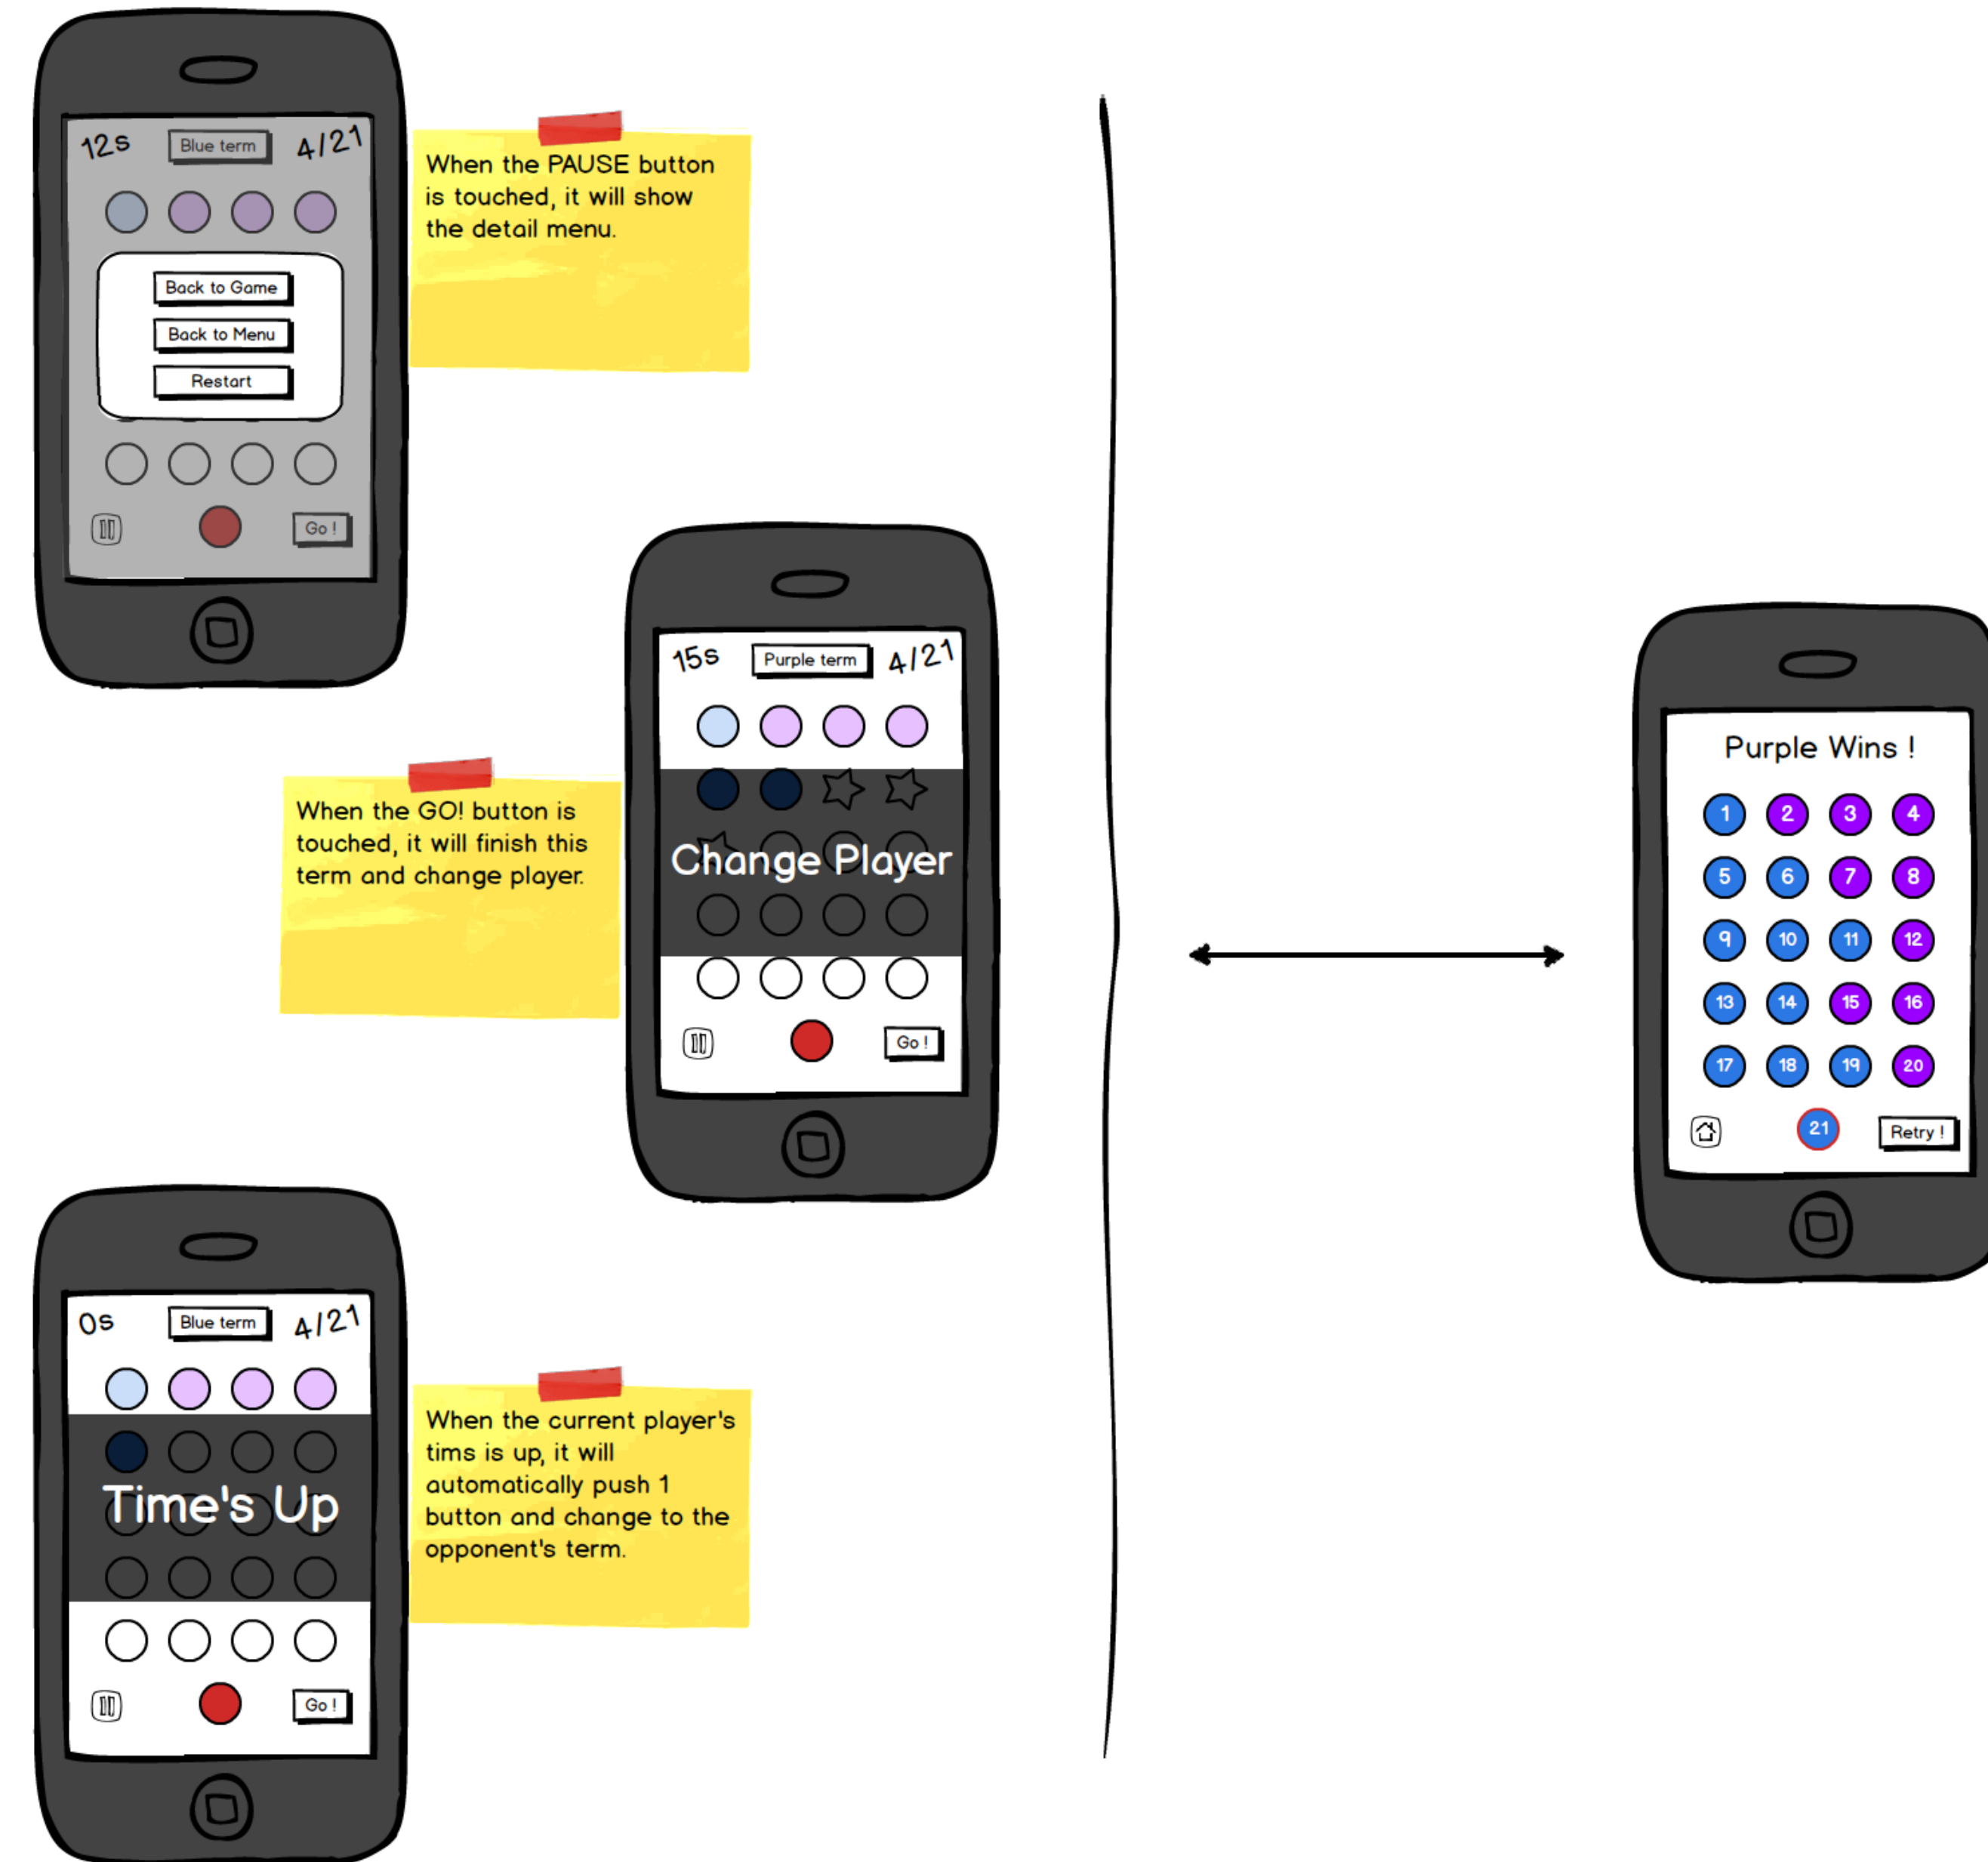 12s Blue term 4/21
Back to Game
Back to Menu
Restart
Go !
When the PAUSE button
is touched, it will show
the detail menu.
15s Purple term 4/21
Change Player
Go !
When the GO! button is
touched, it will finish this
term and change player.
0s Blue term 4/21
Time's Up
Go !
When the current player's
tims is up, it will
automatically push 1
button and change to the
opponent's term.
Purple Wins !
1 2 3 4
5 6 7 8
9 10 11 12
13 14 15 16
17 18 19 20
21 Retry !